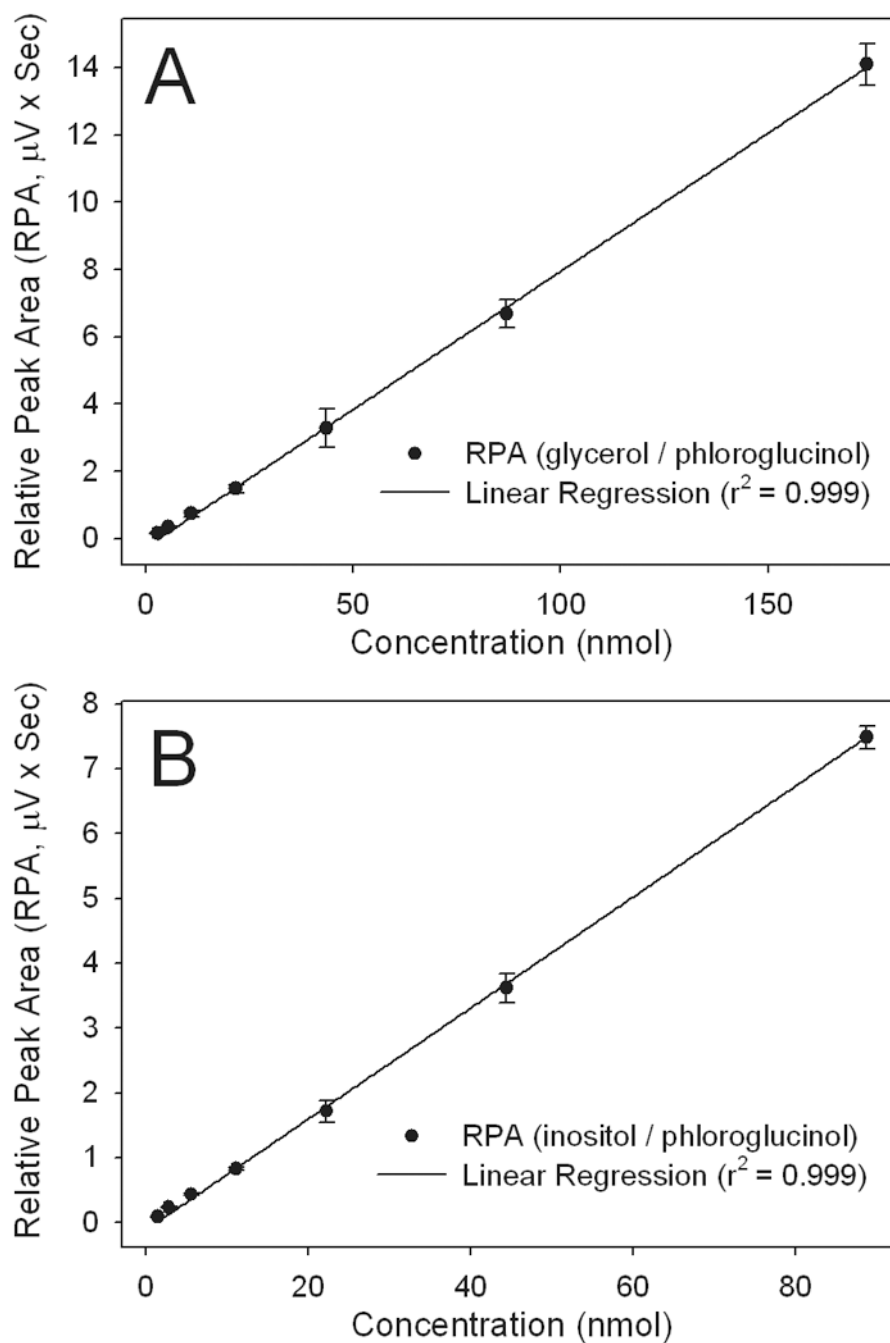 A
Relative Peak Area (RPA, μV x Sec)
14
12
10
8
6
4
2
0
RPA (glycerol / phloroglucinol)
Linear Regression (r² = 0.999)
0 50 100 150
Concentration (nmol)
B
Relative Peak Area (RPA, μV x Sec)
8
7
6
5
4
3
2
1
0
RPA (inositol / phloroglucinol)
Linear Regression (r² = 0.999)
0 20 40 60 80
Concentration (nmol)